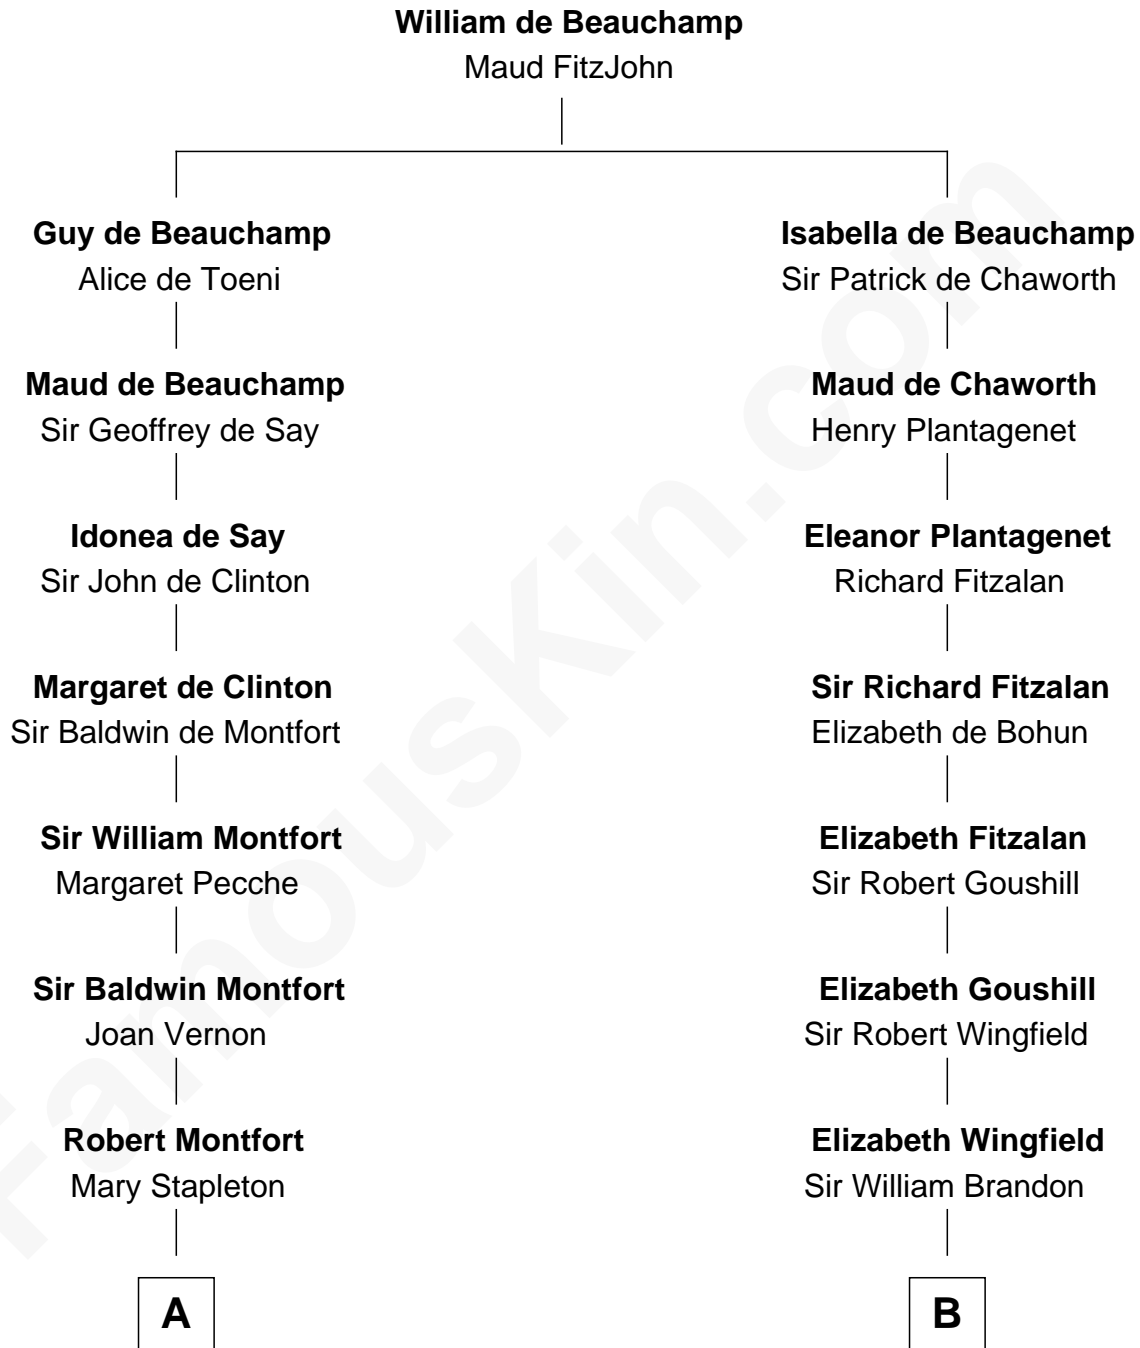 William de Beauchamp
Maud FitzJohn
Guy de Beauchamp
Alice de Toeni
Isabella de Beauchamp
Sir Patrick de Chaworth
Maud de Beauchamp
Sir Geoffrey de Say
Maud de Chaworth
Henry Plantagenet
Idonea de Say
Sir John de Clinton
Eleanor Plantagenet
Richard Fitzalan
Margaret de Clinton
Sir Baldwin de Montfort
Sir Richard Fitzalan
Elizabeth de Bohun
Sir William Montfort
Margaret Pecche
Elizabeth Fitzalan
Sir Robert Goushill
Sir Baldwin Montfort
Joan Vernon
Elizabeth Goushill
Sir Robert Wingfield
Robert Montfort
Mary Stapleton
Elizabeth Wingfield
Sir William Brandon
A
B
FamousKin.com